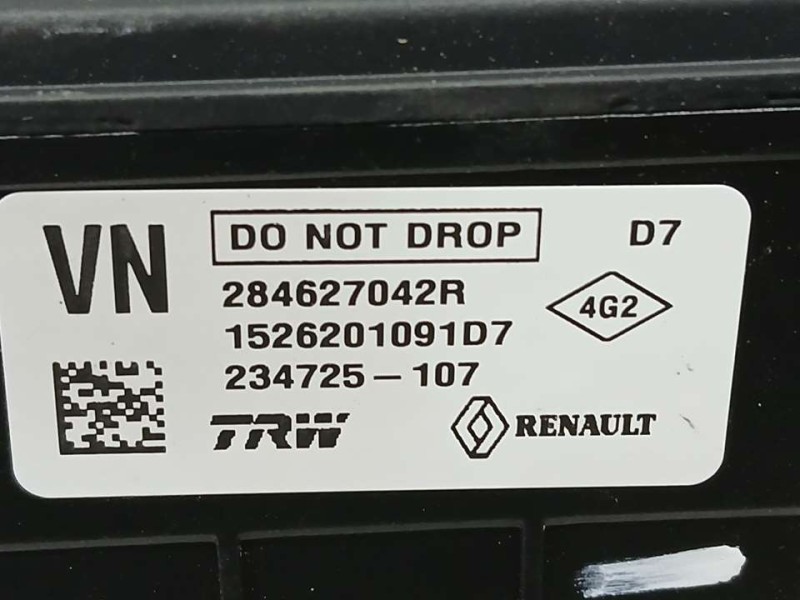 VN
DO NOT DROP
D7
284627042R
4G2
1526201091D7
234725-107
TRW
RENAULT